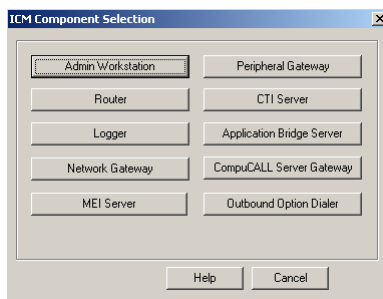 ICM Component Selection
Admin Workstation
Peripheral Gateway
Router
CTI Server
Logger
Application Bridge Server
Network Gateway
CompuCALL Server Gateway
MEI Server
Outbound Option Dialer
Help
Cancel